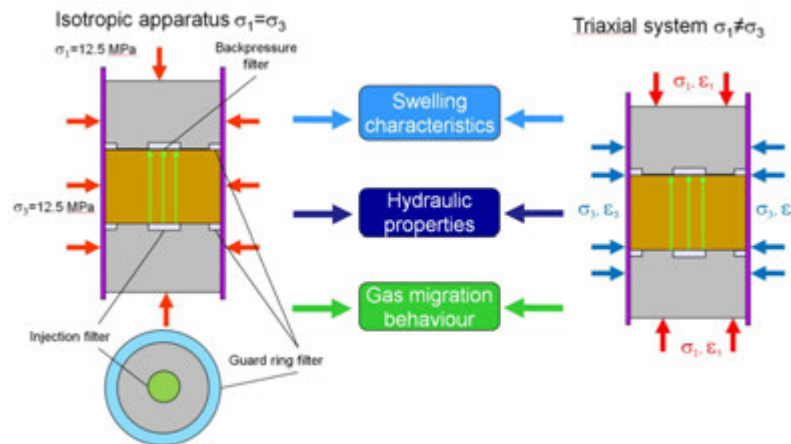 Isotropic apparatus σ₁=σ₃
σ₁=12.5 MPa
Backpressure
filter
σ₃=12.5 MPa
Injection filter
Guard ring filter
Swelling
characteristics
Hydraulic
properties
Gas migration
behaviour
Triaxial system σ₁≠σ₃
σ₁, ε₁
σ₃, ε₃
σ₃, ε₃
σ₁, ε₁